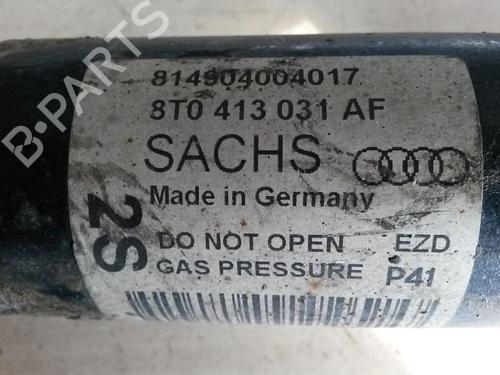 814904004017
8T0 413 031 AF
SACHS
Made in Germany
2S
DO NOT OPEN EZD
GAS PRESSURE P41
B-PARTS